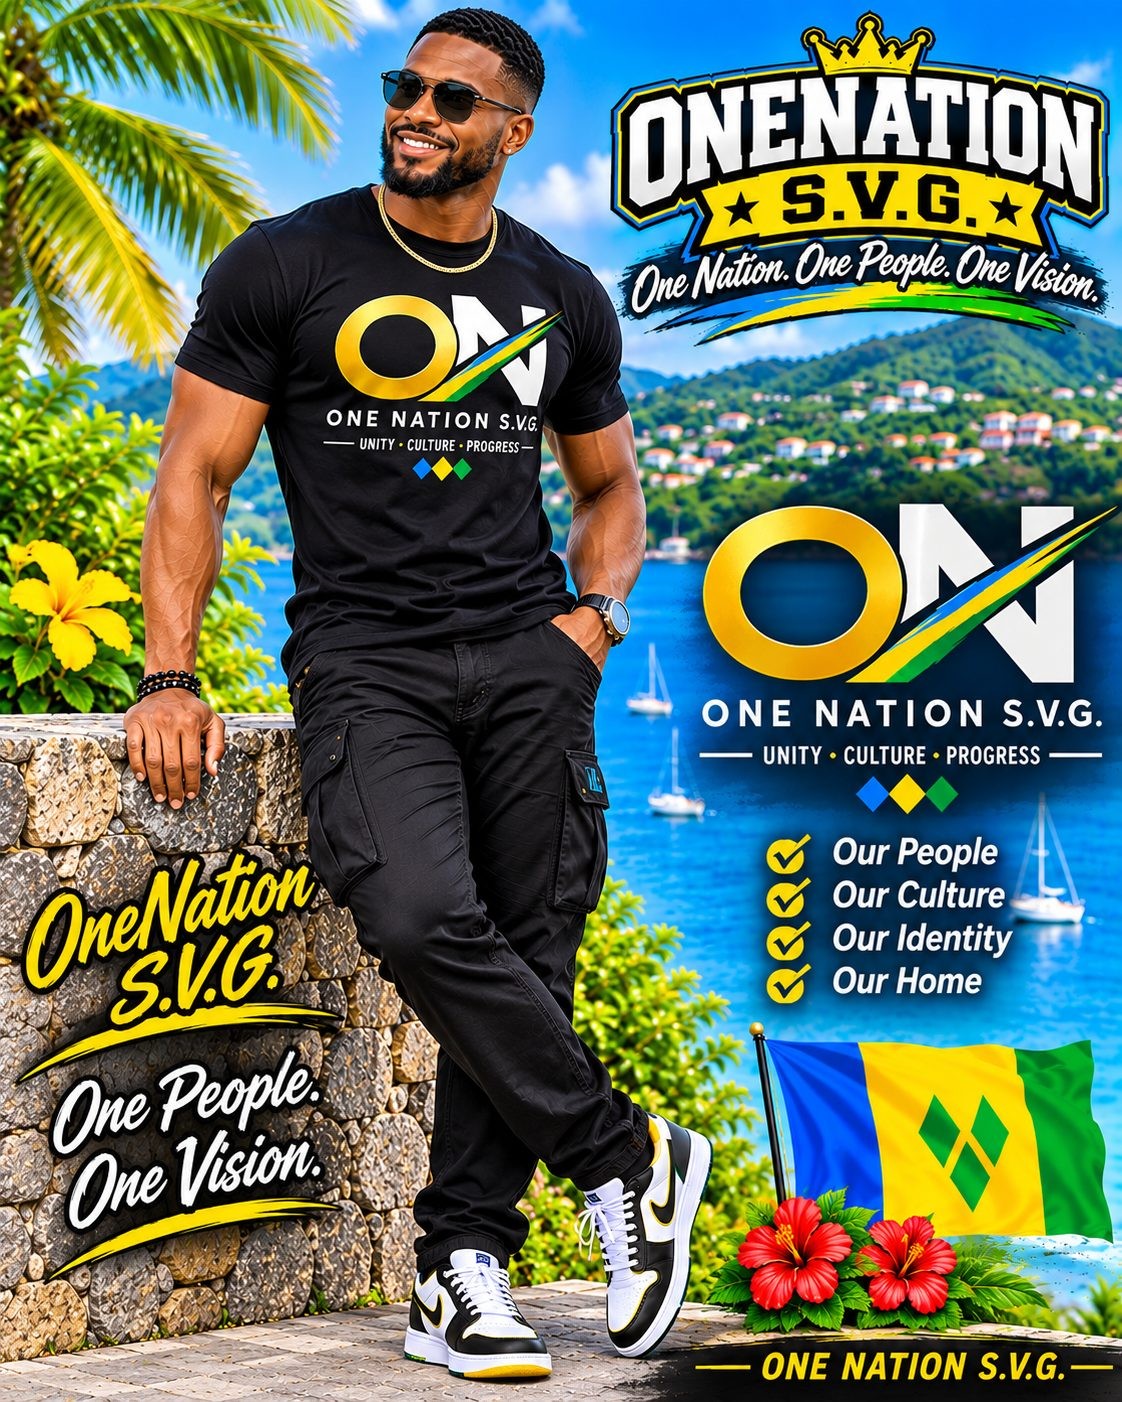 ONENATION
S.V.G.
One Nation. One People. One Vision.
ON
ONE NATION S.V.G.
UNITY · CULTURE · PROGRESS
ON
ONE NATION S.V.G.
UNITY · CULTURE · PROGRESS
Our People
Our Culture
Our Identity
Our Home
OneNation
S.V.G.
One People.
One Vision.
ONE NATION S.V.G.